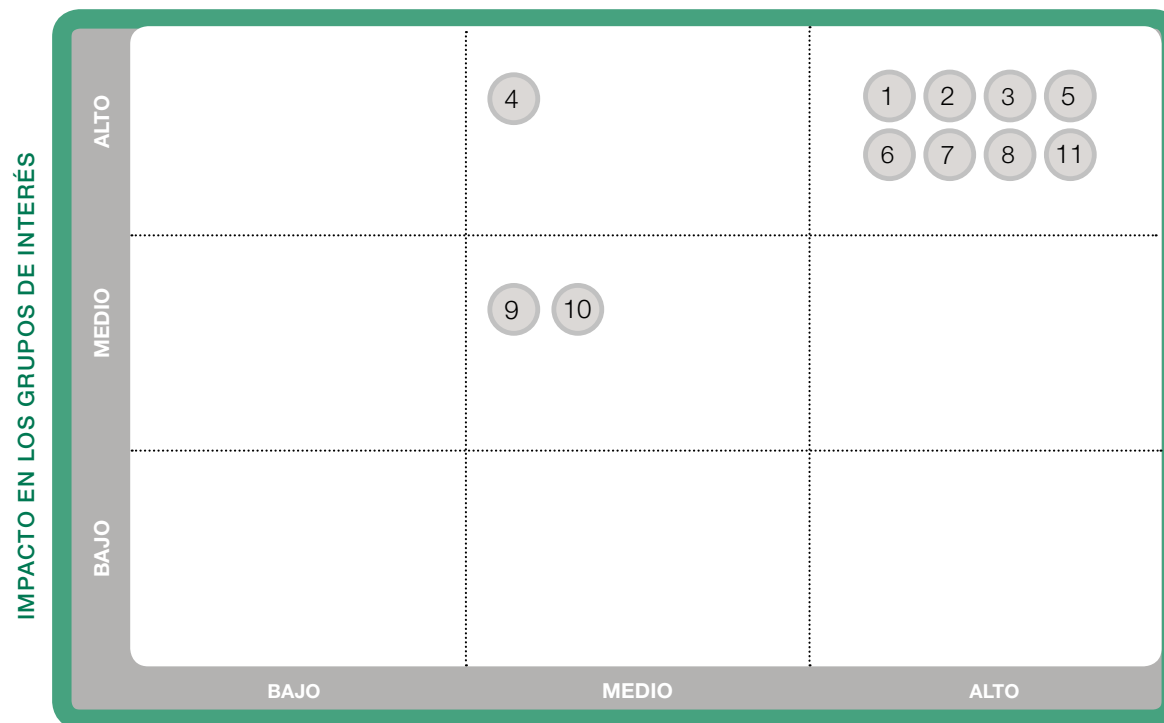 IMPACTO EN LOS GRUPOS DE INTERÉS
ALTO
4
1 2 3 5
6 7 8 11
MEDIO
9 10
BAJO
BAJO MEDIO ALTO